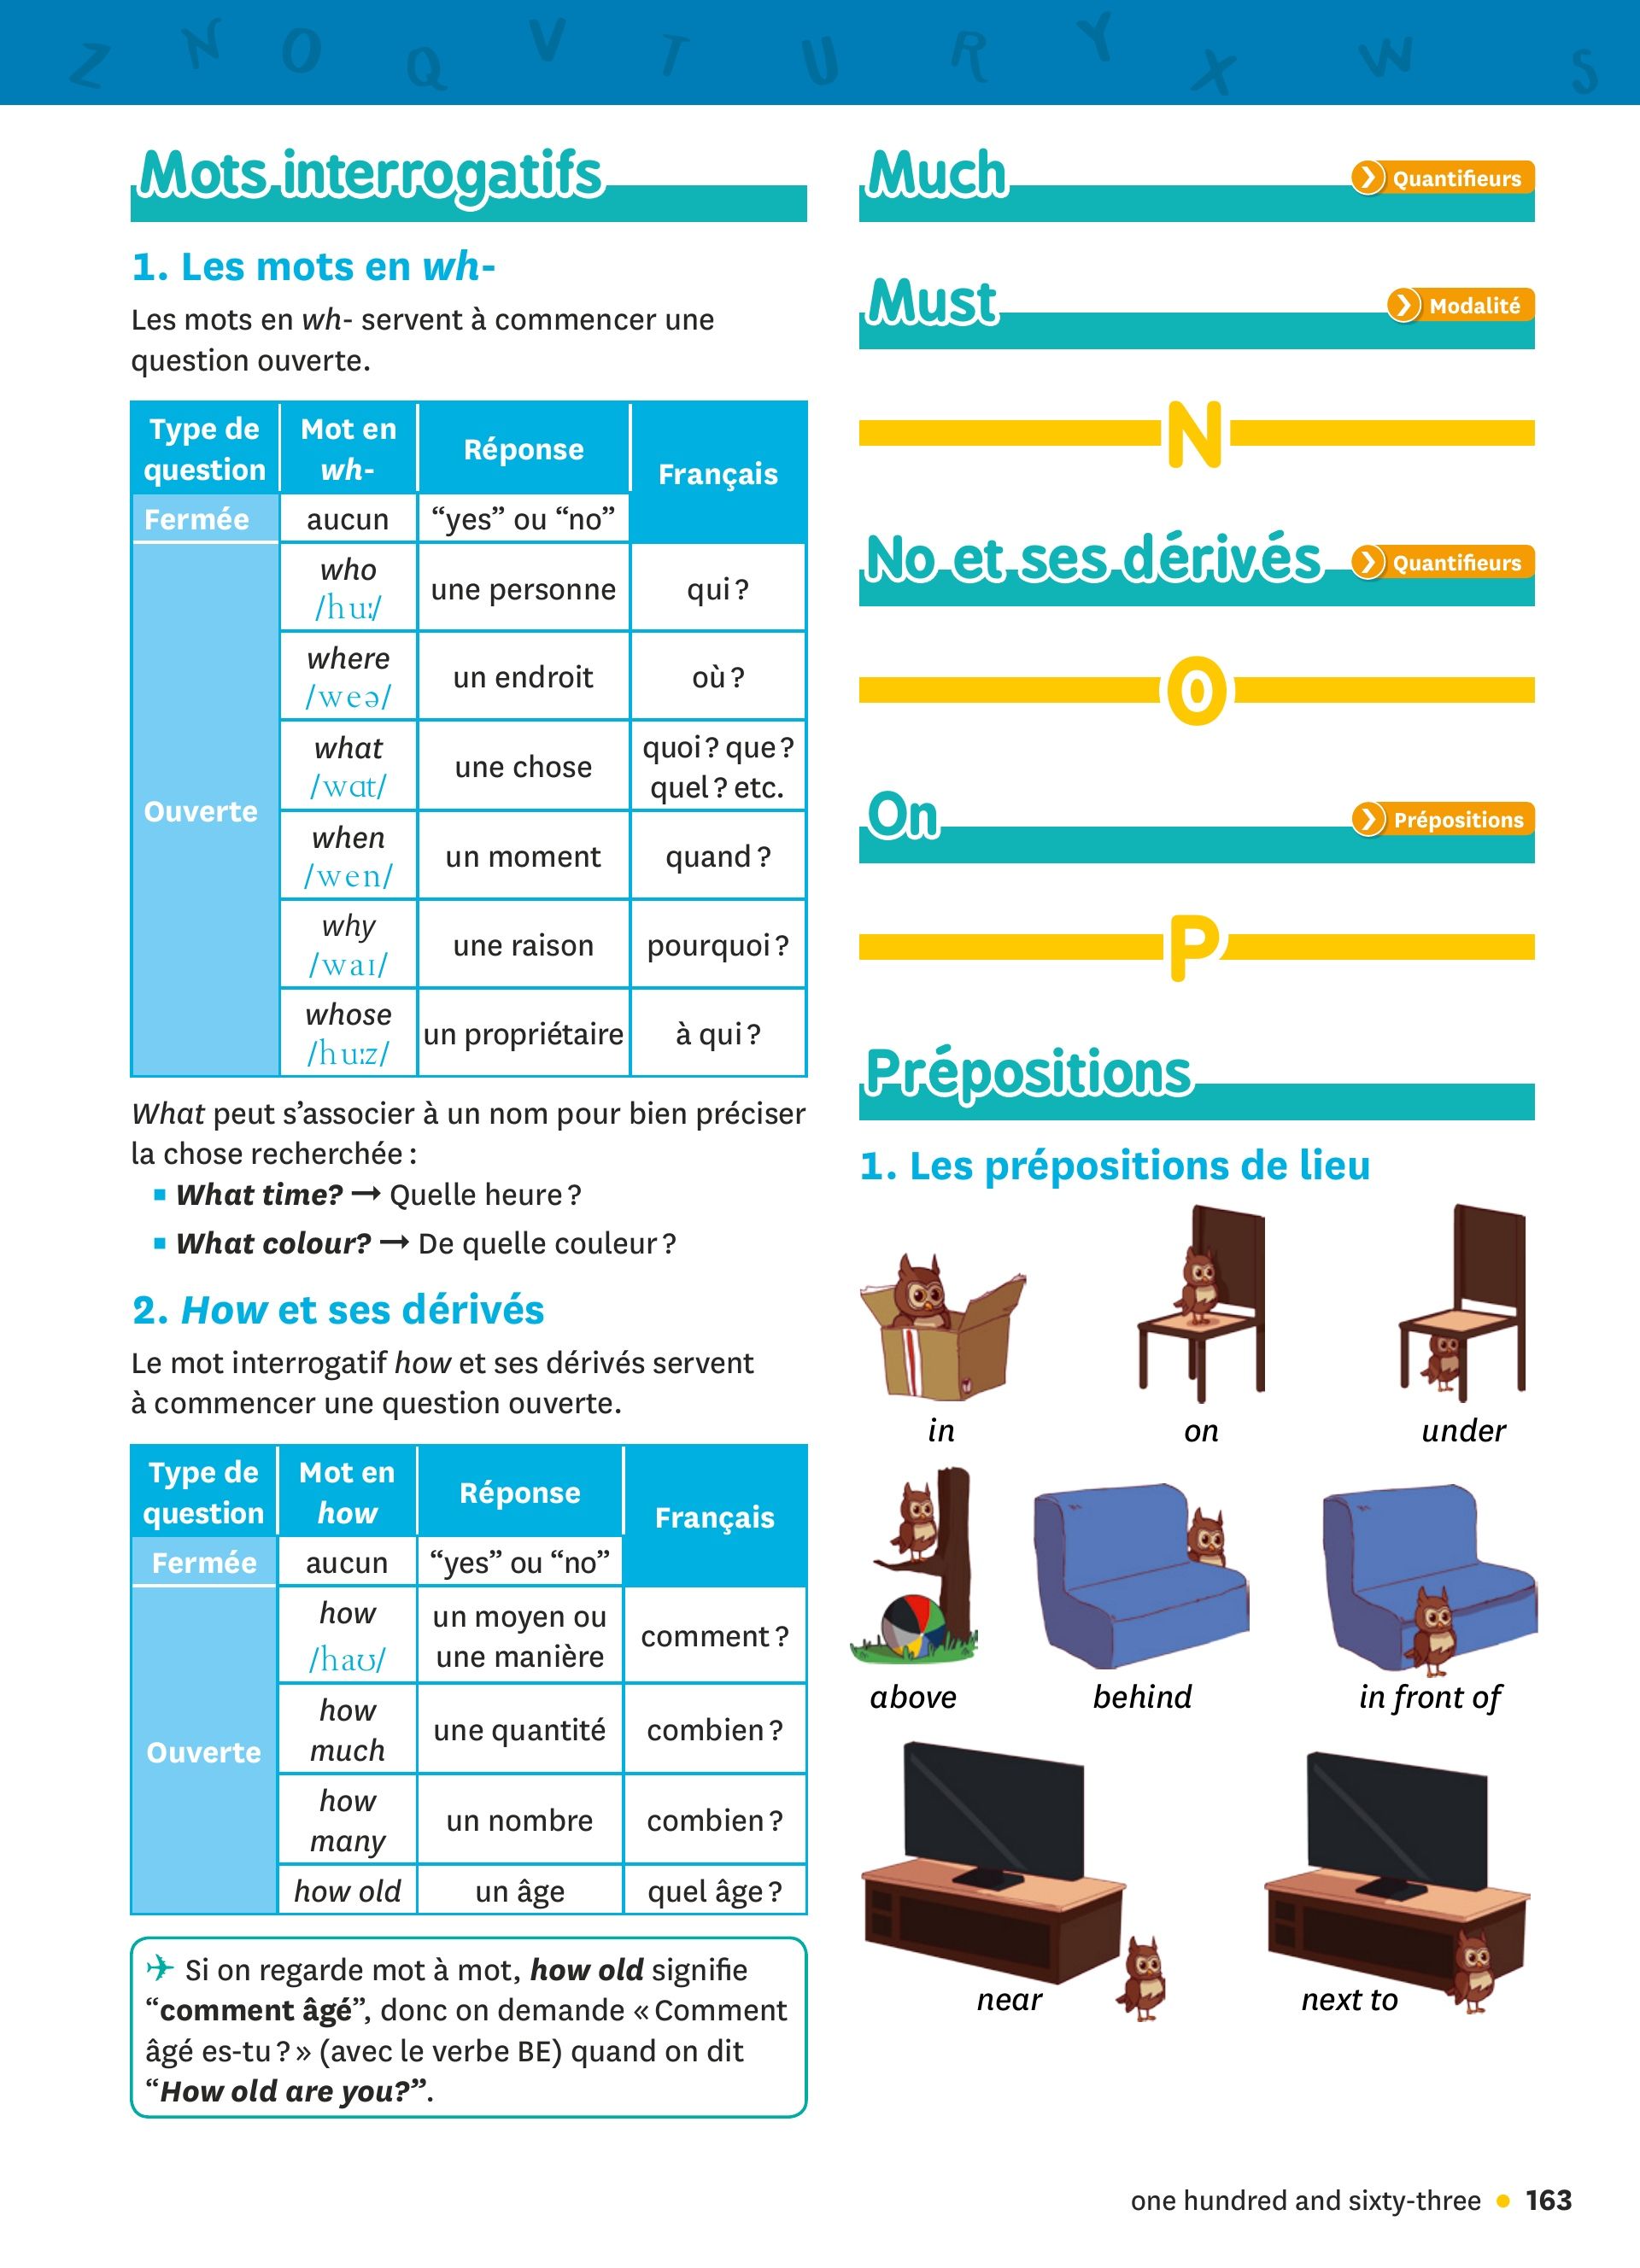 Z N O Q V T U R Y X W S
Mots interrogatifs
1. Les mots en wh-
Les mots en wh- servent à commencer une
question ouverte.
Type de question | Mot en wh- | Réponse | Français
Fermée | aucun | “yes” ou “no”
Ouverte
who /huː/ | une personne | qui ?
where /weə/ | un endroit | où ?
what /wɑt/ | une chose | quoi ? que ? quel ? etc.
when /wen/ | un moment | quand ?
why /waɪ/ | une raison | pourquoi ?
whose /huːz/ | un propriétaire | à qui ?
What peut s’associer à un nom pour bien préciser
la chose recherchée :
▪ What time? → Quelle heure ?
▪ What colour? → De quelle couleur ?
2. How et ses dérivés
Le mot interrogatif how et ses dérivés servent
à commencer une question ouverte.
Type de question | Mot en how | Réponse | Français
Fermée | aucun | “yes” ou “no”
Ouverte
how /haʊ/ | un moyen ou une manière | comment ?
how much | une quantité | combien ?
how many | un nombre | combien ?
how old | un âge | quel âge ?
✈ Si on regarde mot à mot, how old signifie
“comment âgé”, donc on demande « Comment
âgé es-tu ? » (avec le verbe BE) quand on dit
“How old are you?”.
Much
Quantifieurs
Must
Modalité
N
No et ses dérivés
Quantifieurs
O
On
Prépositions
P
Prépositions
1. Les prépositions de lieu
in on under
above behind in front of
near next to
one hundred and sixty-three • 163